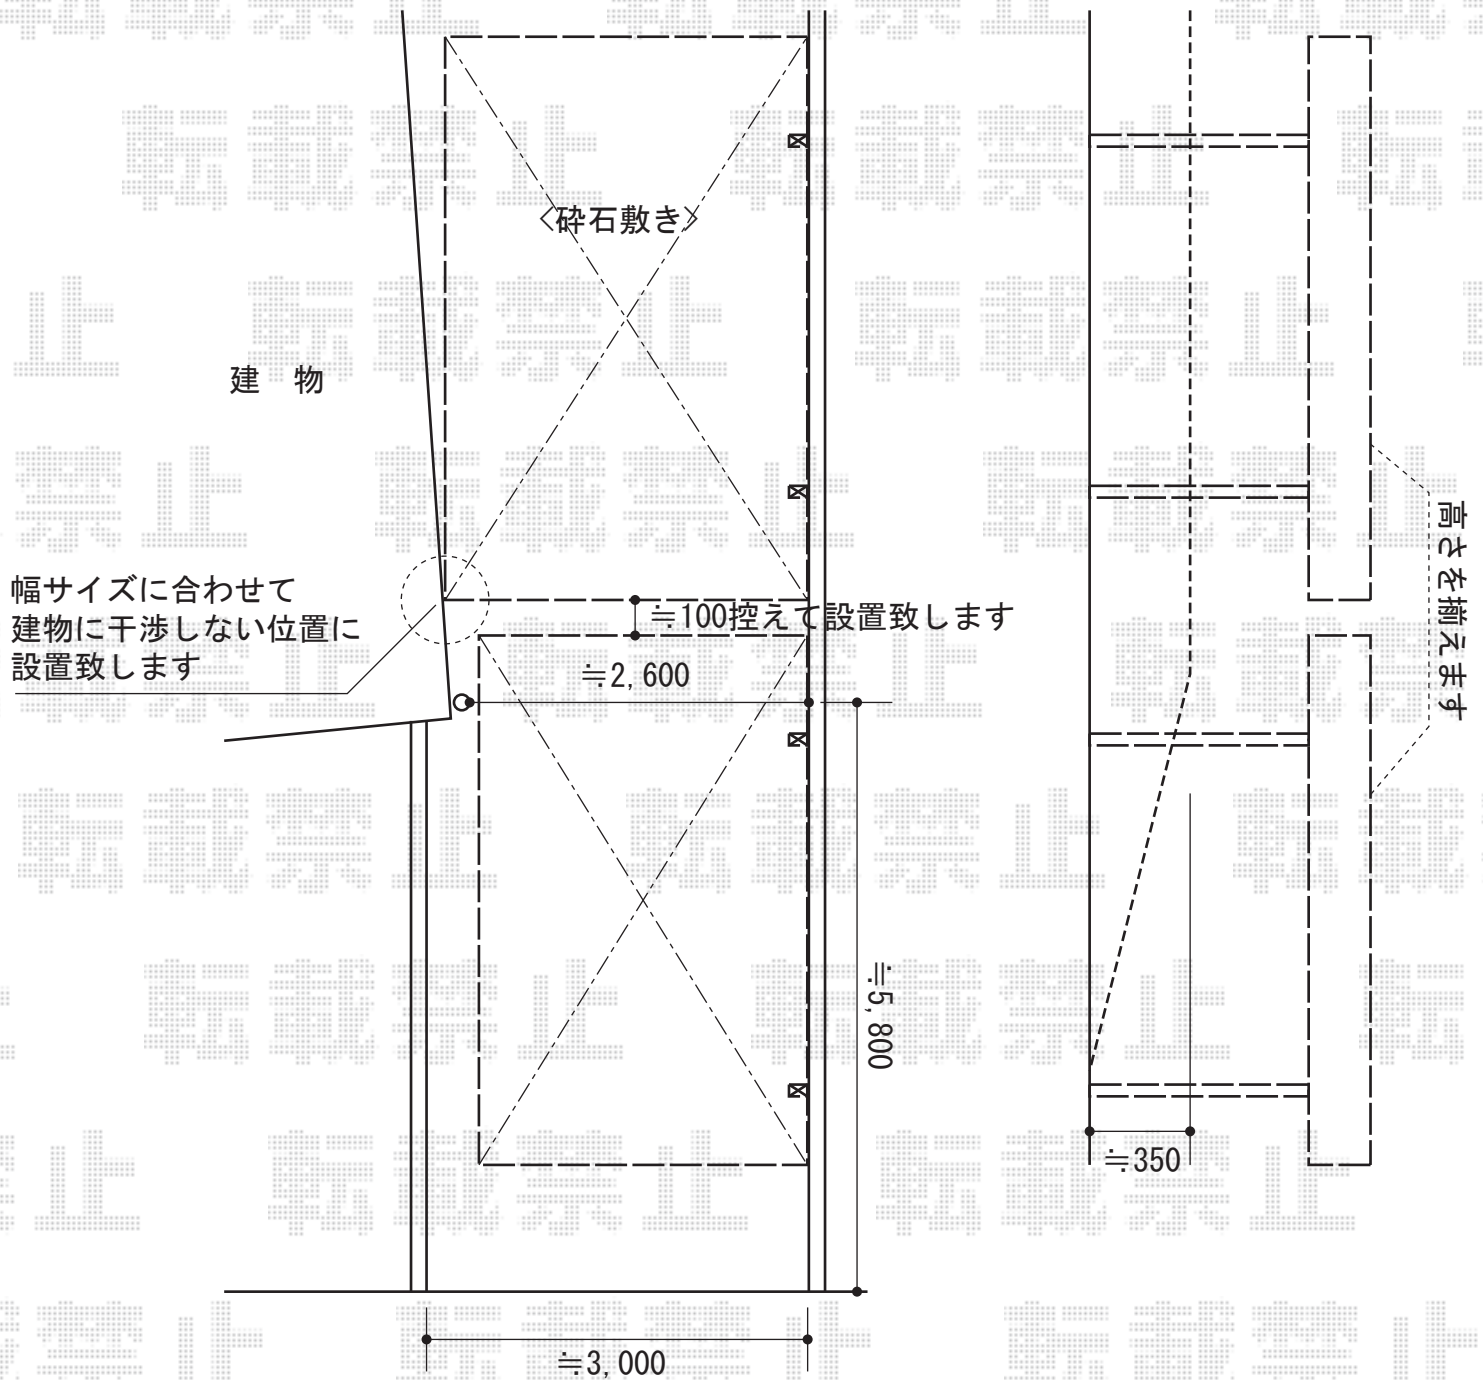 〈砕石敷き〉
建　物
幅サイズに合わせて
建物に干渉しない位置に
設置致します
≒100控えて設置致します
≒2,600
高さを揃えます
≒5,800
≒350
≒3,000
転載禁止